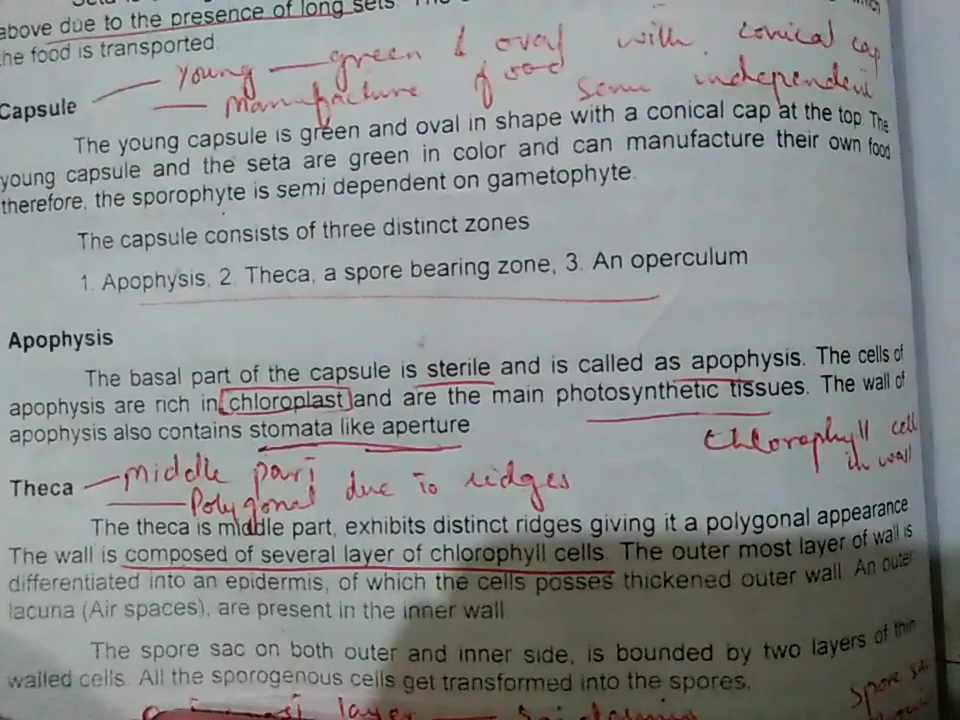 above due to the presence of long sets. The
the food is transported.
— Young — green & oval with conical cap
— Manufacture food semi independent
Capsule
The young capsule is green and oval in shape with a conical cap at the top. The
young capsule and the seta are green in color and can manufacture their own food
therefore, the sporophyte is semi dependent on gametophyte.
The capsule consists of three distinct zones
1. Apophysis, 2. Theca, a spore bearing zone, 3. An operculum
Apophysis
The basal part of the capsule is sterile and is called as apophysis. The cells of
apophysis are rich in chloroplast and are the main photosynthetic tissues. The wall of
apophysis also contains stomata like aperture
Chlorophyll cell
in wall
Theca — middle part
— Polygonal due to ridges
The theca is middle part, exhibits distinct ridges giving it a polygonal appearance
The wall is composed of several layer of chlorophyll cells. The outer most layer of wall is
differentiated into an epidermis, of which the cells posses thickened outer wall. An outer
lacuna (Air spaces), are present in the inner wall.
The spore sac on both outer and inner side, is bounded by two layers of thin
walled cells. All the sporogenous cells get transformed into the spores.
Spore sac
layer —